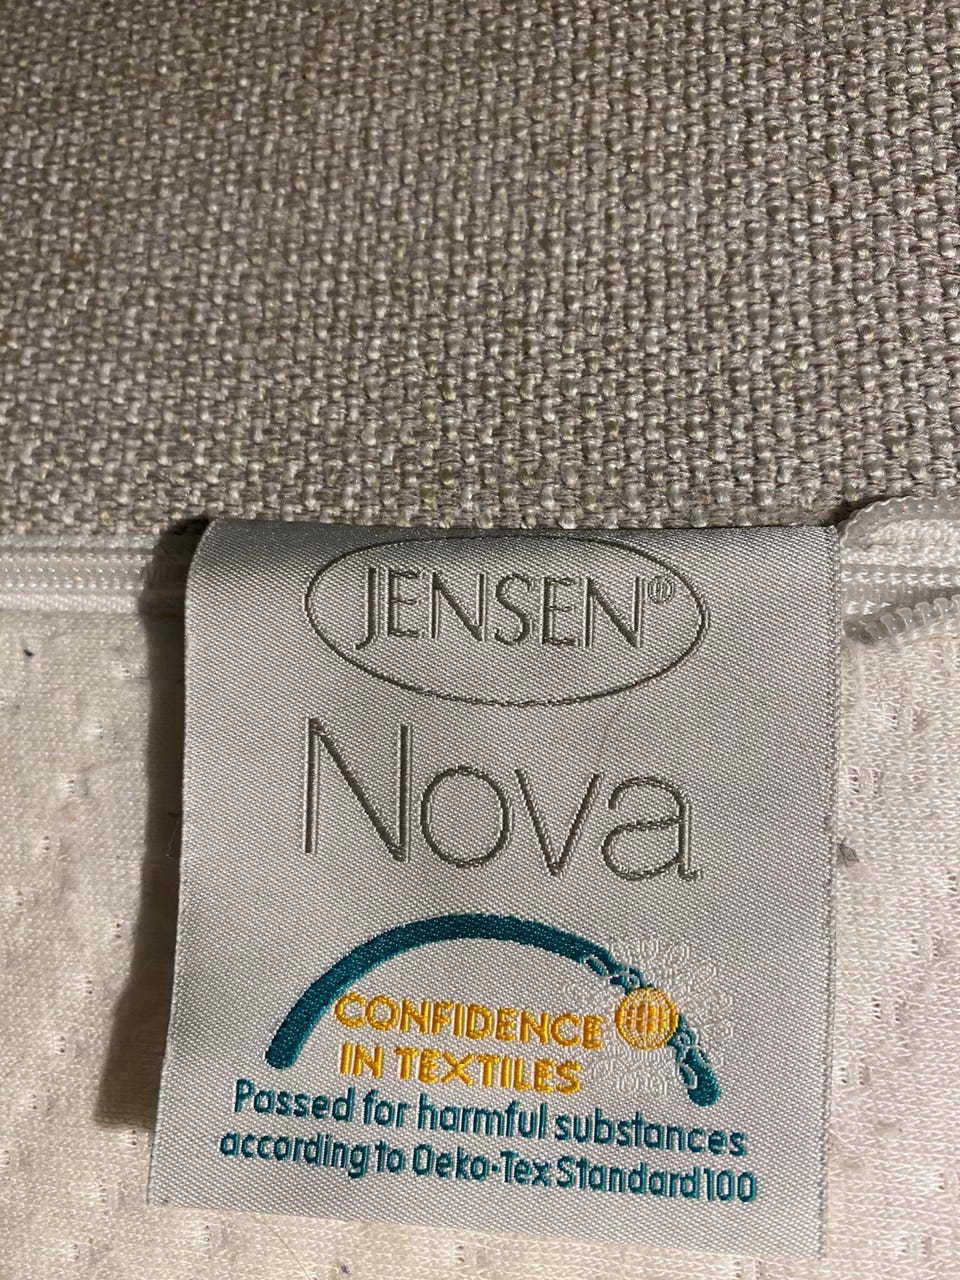 JENSEN®
Nova
CONFIDENCE
IN TEXTILES
Passed for harmful substances
according to Oeko-Tex Standard 100